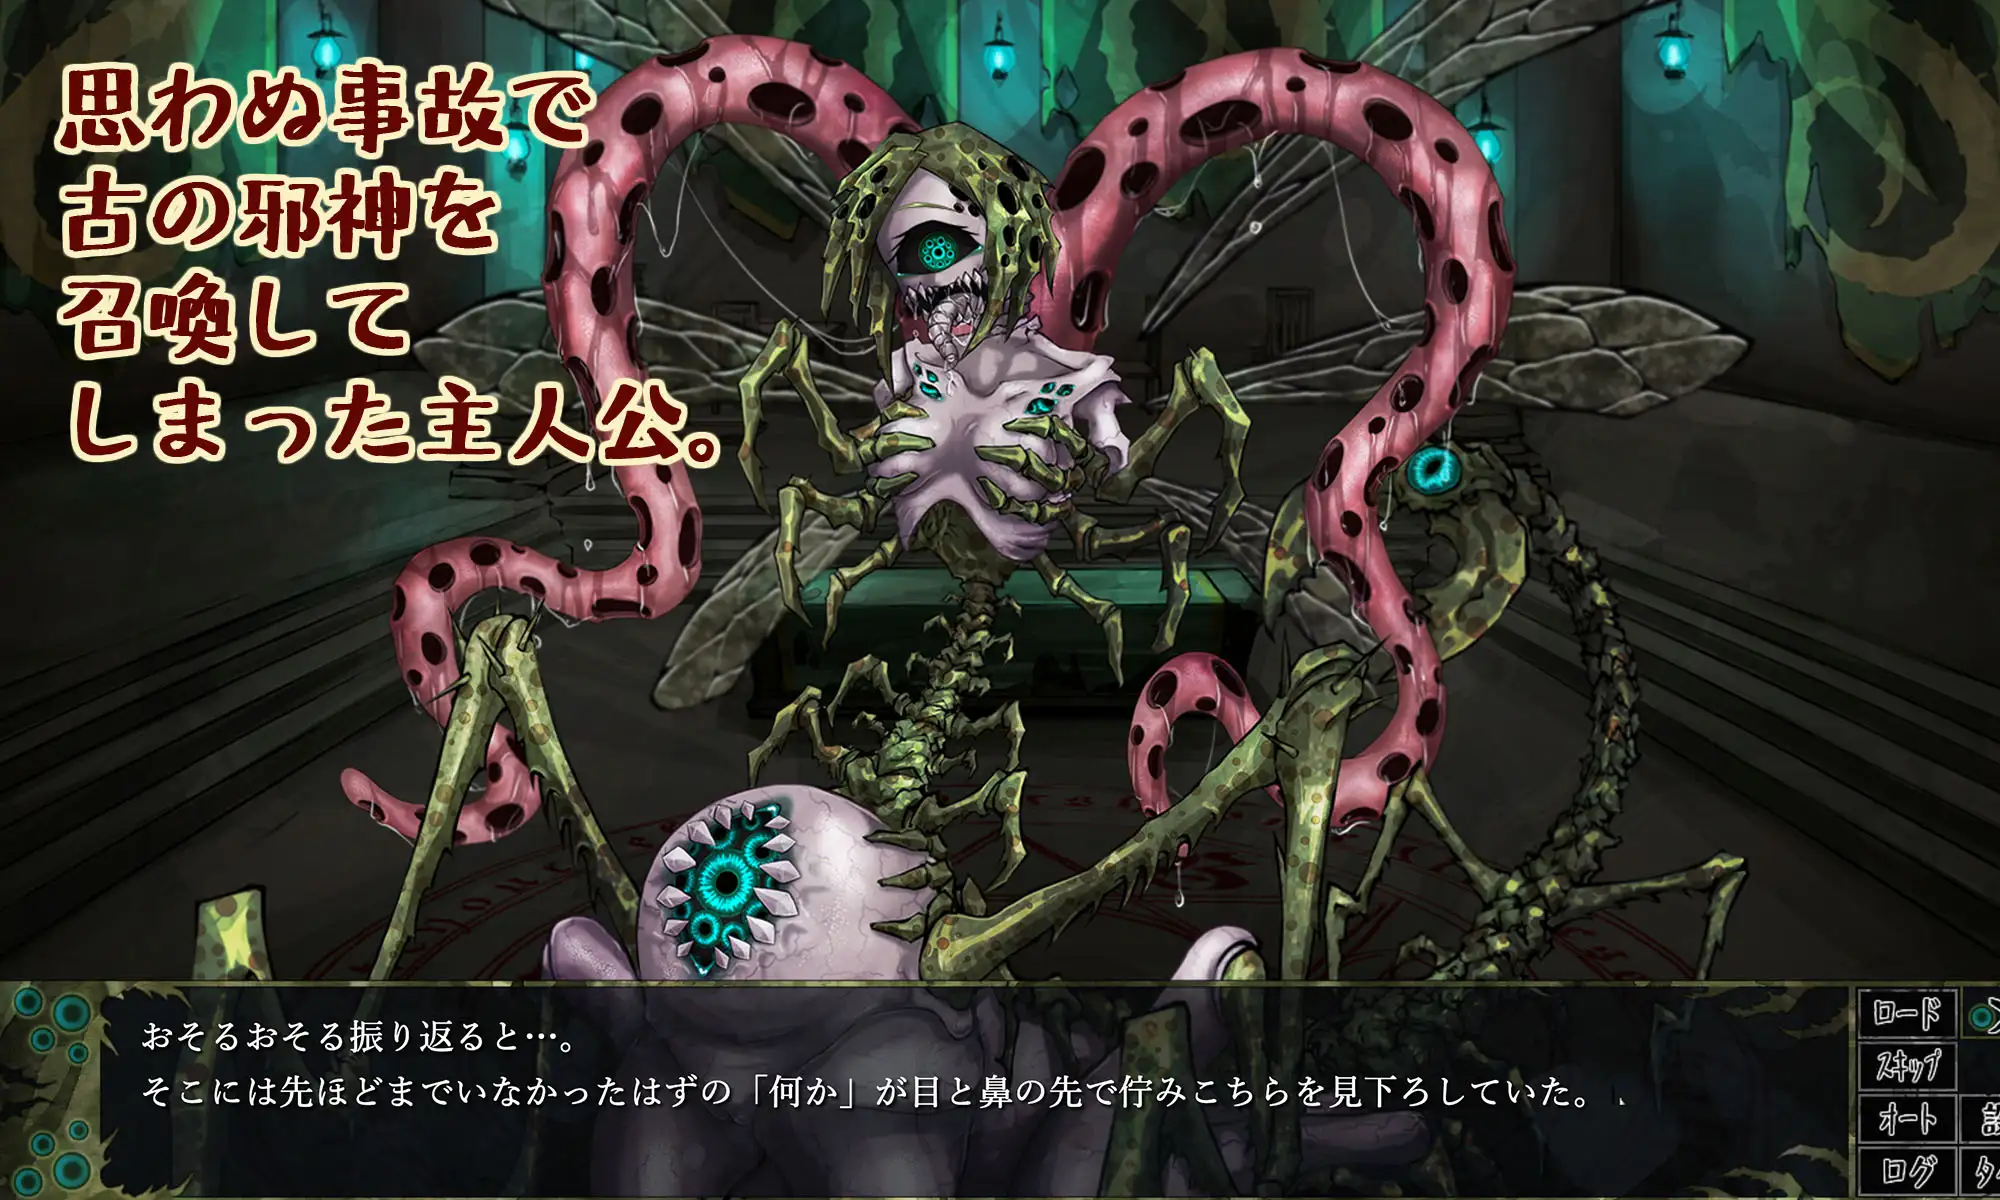 思わぬ事故で
古の邪神を
召喚して
しまった主人公。
おそるおそる振り返ると…。
そこには先ほどまでいなかったはずの「何か」が目と鼻の先で佇みこちらを見下ろしていた。
ロード
スキップ
オート
ログ